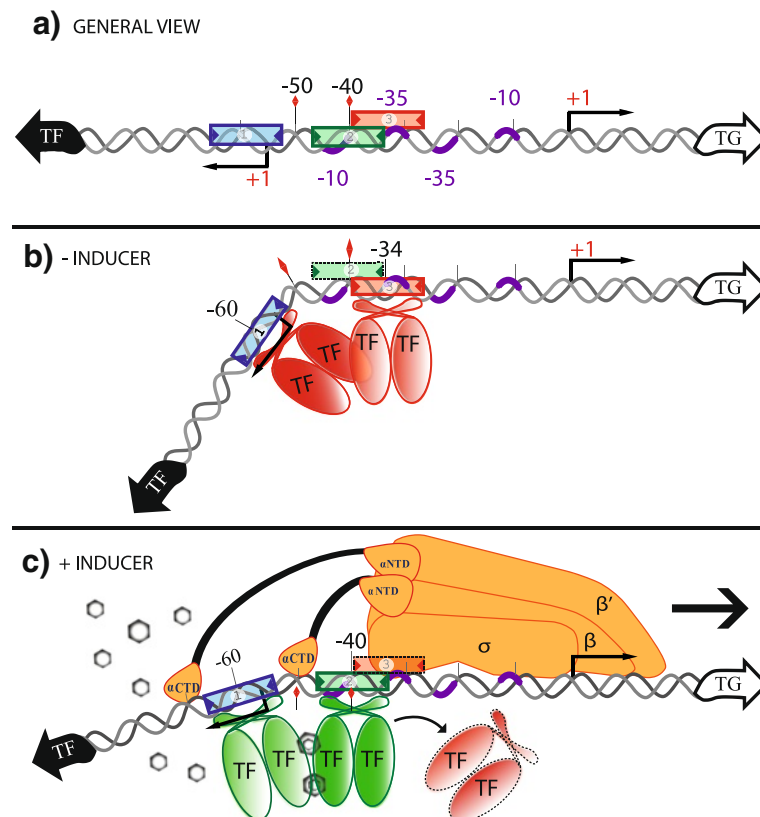 a) GENERAL VIEW
-50 -40 -35 -10 +1
TF 1 2 3 TG
+1 -10 -35
b) - INDUCER
-34 +1
2
-60 1 3 TG
TF TF TF TF
TF
c) + INDUCER
αNTD
αNTD
β'
σ β
-60 αCTD -40 3
αCTD 1 2 TG
TF
TF TF TF TF TF
TF